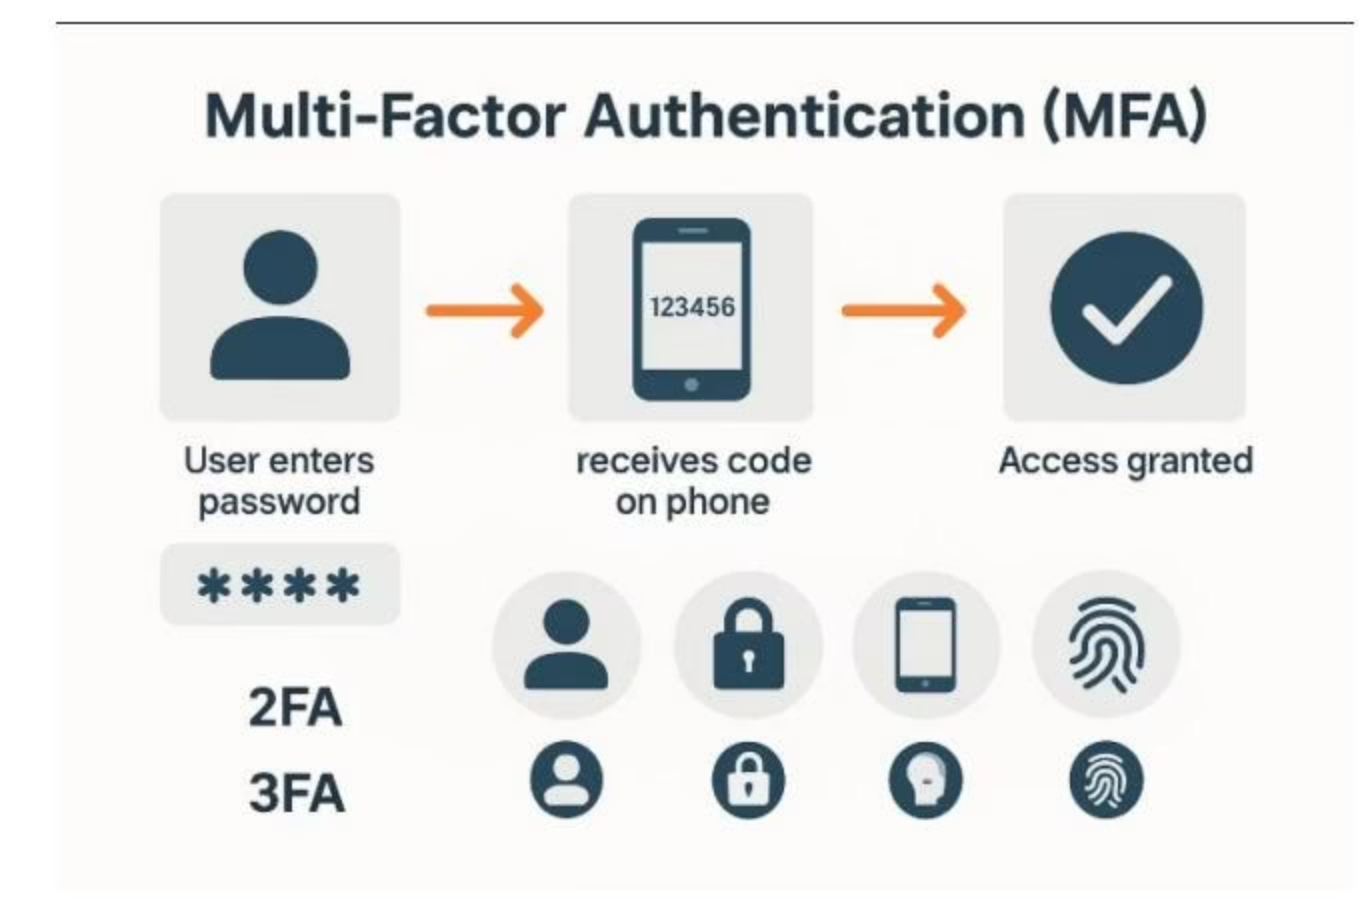 Multi-Factor Authentication (MFA)
123456
User enters
password
receives code
on phone
Access granted
****
2FA
3FA